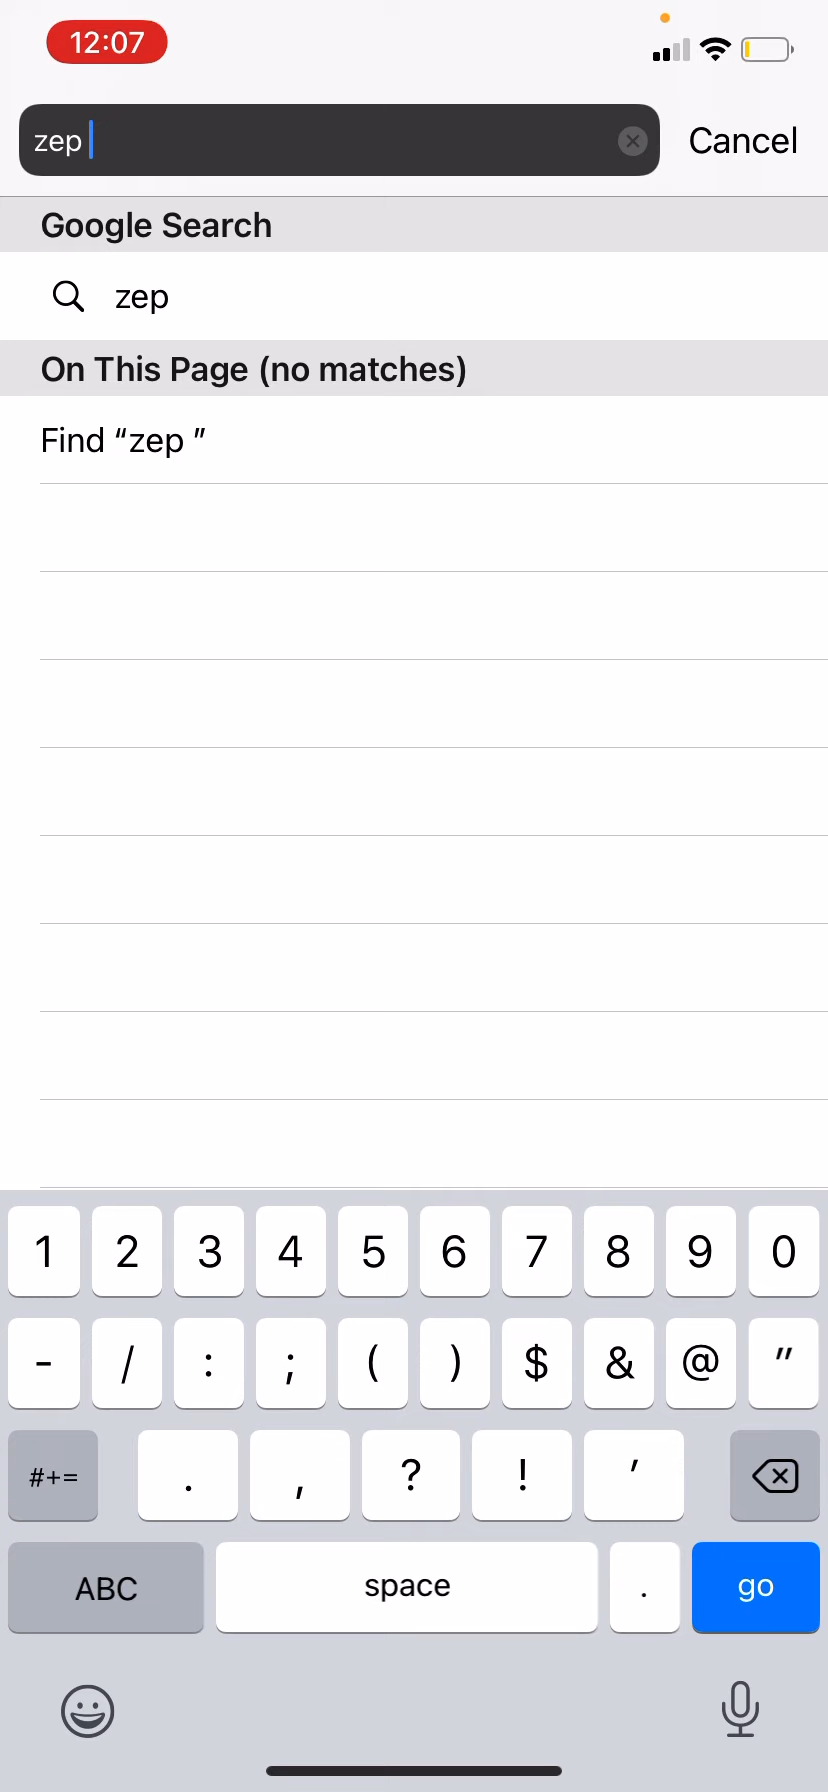 12:07
zep
Cancel
Google Search
zep
On This Page (no matches)
Find “zep ”
1 2 3 4 5 6 7 8 9 0
- / : ; ( ) $ & @ "
#+= . , ? ! '
ABC space . go